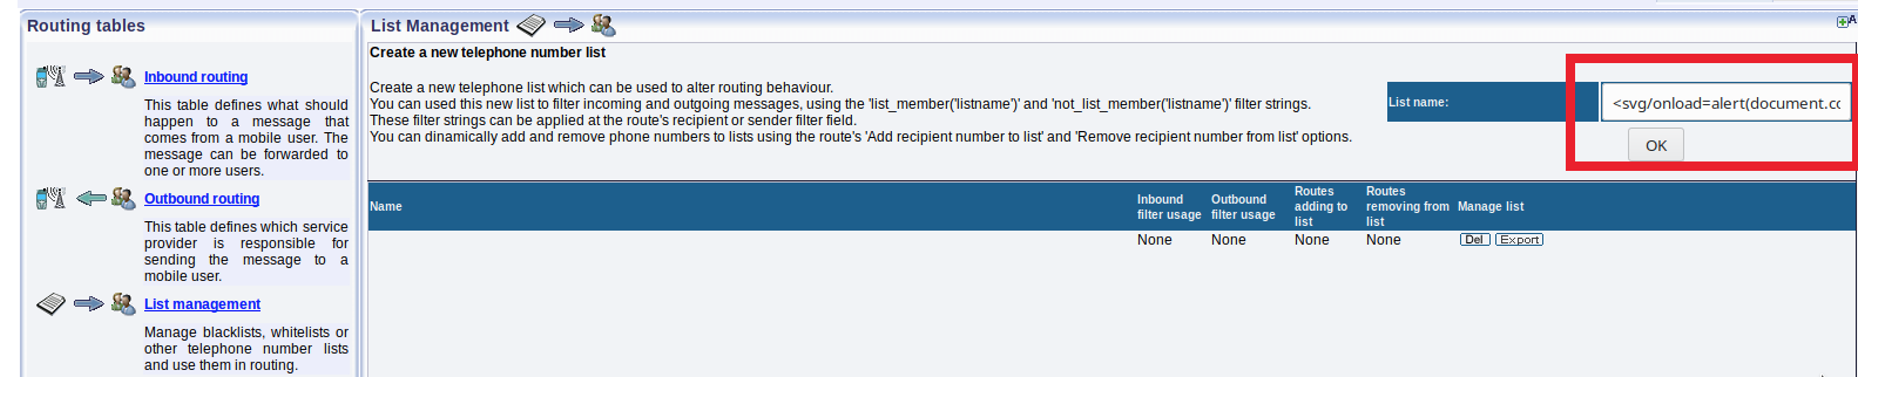 Routing tables
Inbound routing
This table defines what should
happen to a message that
comes from a mobile user. The
message can be forwarded to
one or more users.
Outbound routing
This table defines which service
provider is responsible for
sending the message to a
mobile user.
List management
Manage blacklists, whitelists or
other telephone number lists
and use them in routing.
List Management
A
Create a new telephone number list
Create a new telephone list which can be used to alter routing behaviour.
You can used this new list to filter incoming and outgoing messages, using the 'list_member('listname')' and 'not_list_member('listname')' filter strings.
These filter strings can be applied at the route's recipient or sender filter field.
You can dinamically add and remove phone numbers to lists using the route's 'Add recipient number to list' and 'Remove recipient number from list' options.
List name:
<svg/onload=alert(document.cc
OK
Name
Inbound filter usage
Outbound filter usage
Routes adding to list
Routes removing from list
Manage list
None None None None Del Export